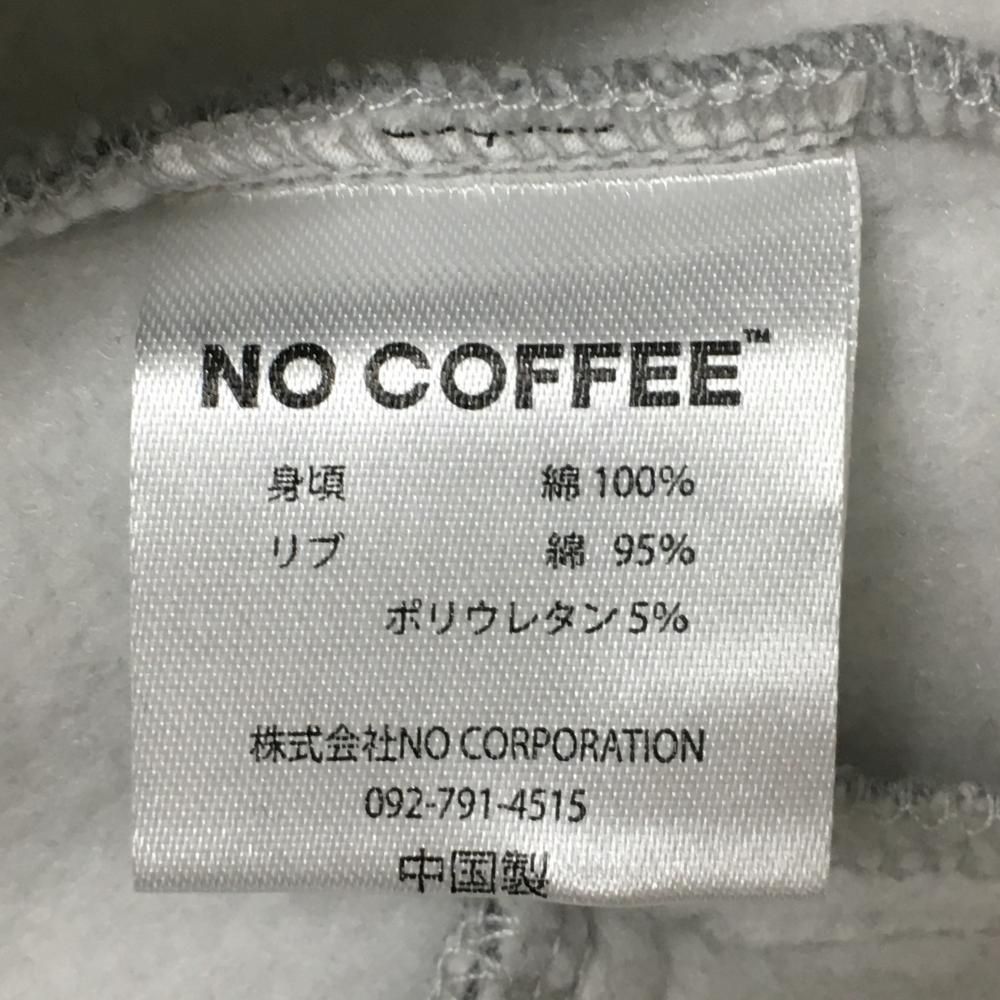 NO COFFEE™
身頃 綿 100%
リブ 綿 95%
ポリウレタン 5%
株式会社NO CORPORATION
092-791-4515
中国製